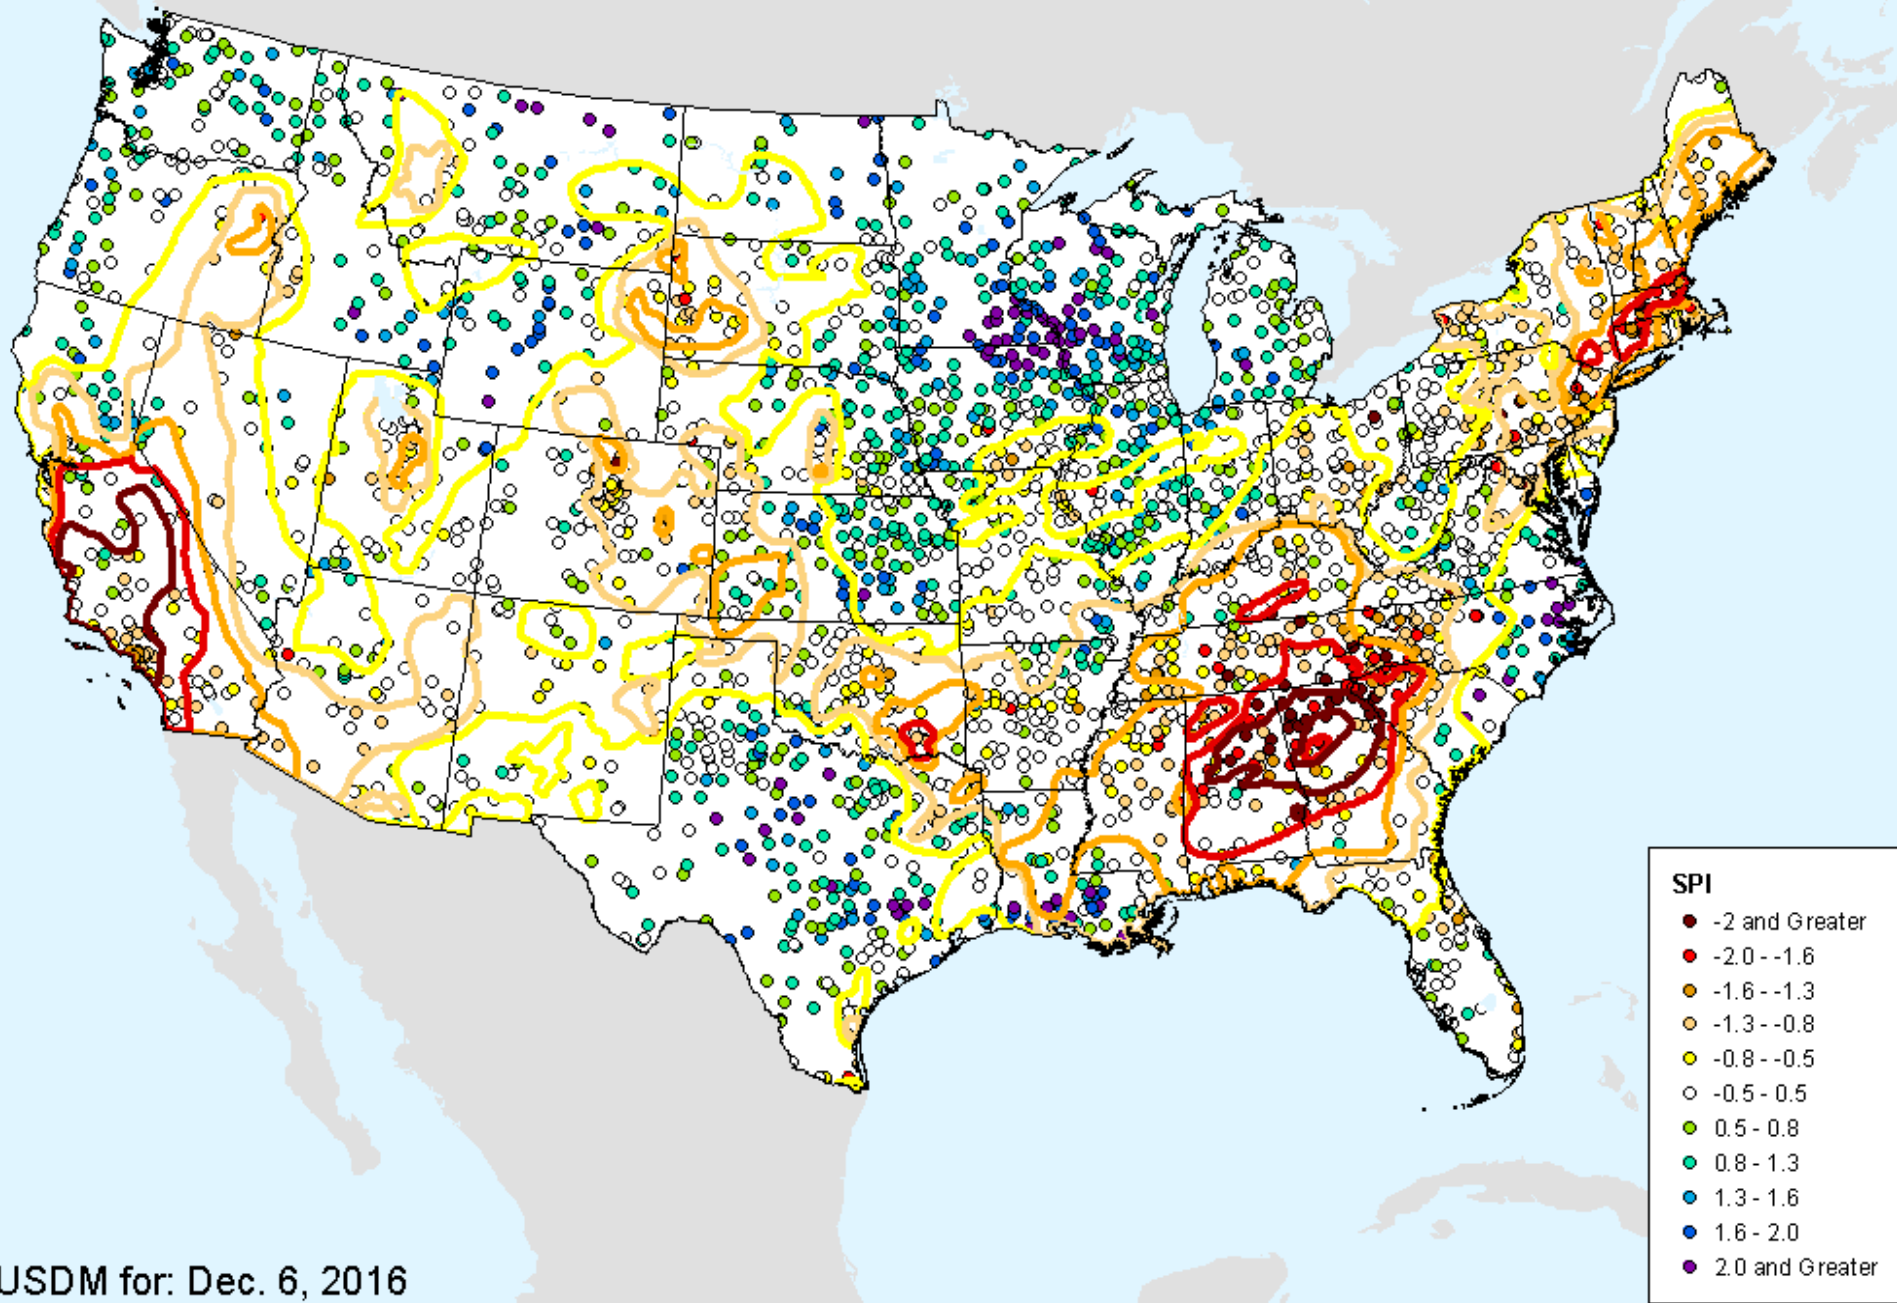 SPI
-2 and Greater
-2.0 - -1.6
-1.6 - -1.3
-1.3 - -0.8
-0.8 - -0.5
-0.5 - 0.5
0.5 - 0.8
0.8 - 1.3
1.3 - 1.6
1.6 - 2.0
2.0 and Greater
USDM for: Dec. 6, 2016